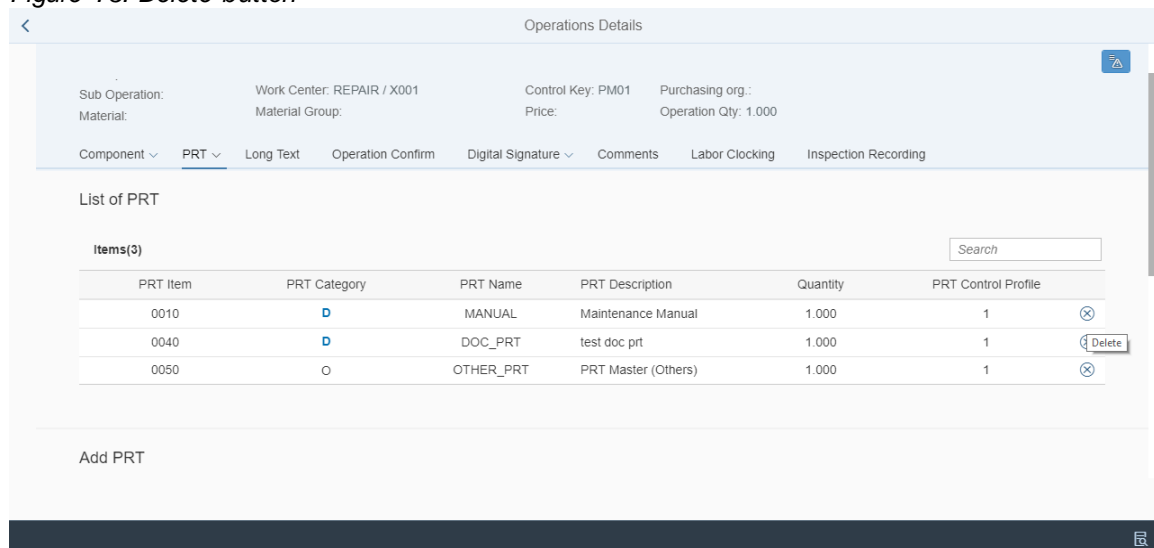 Delete button
Operations Details
Sub Operation: Work Center: REPAIR / X001 Control Key: PM01 Purchasing org.:
Material: Material Group: Price: Operation Qty: 1.000
Component PRT Long Text Operation Confirm Digital Signature Comments Labor Clocking Inspection Recording
List of PRT
Items(3) Search
PRT Item PRT Category PRT Name PRT Description Quantity PRT Control Profile
0010 D MANUAL Maintenance Manual 1.000 1
0040 D DOC_PRT test doc prt 1.000 1 Delete
0050 O OTHER_PRT PRT Master (Others) 1.000 1
Add PRT